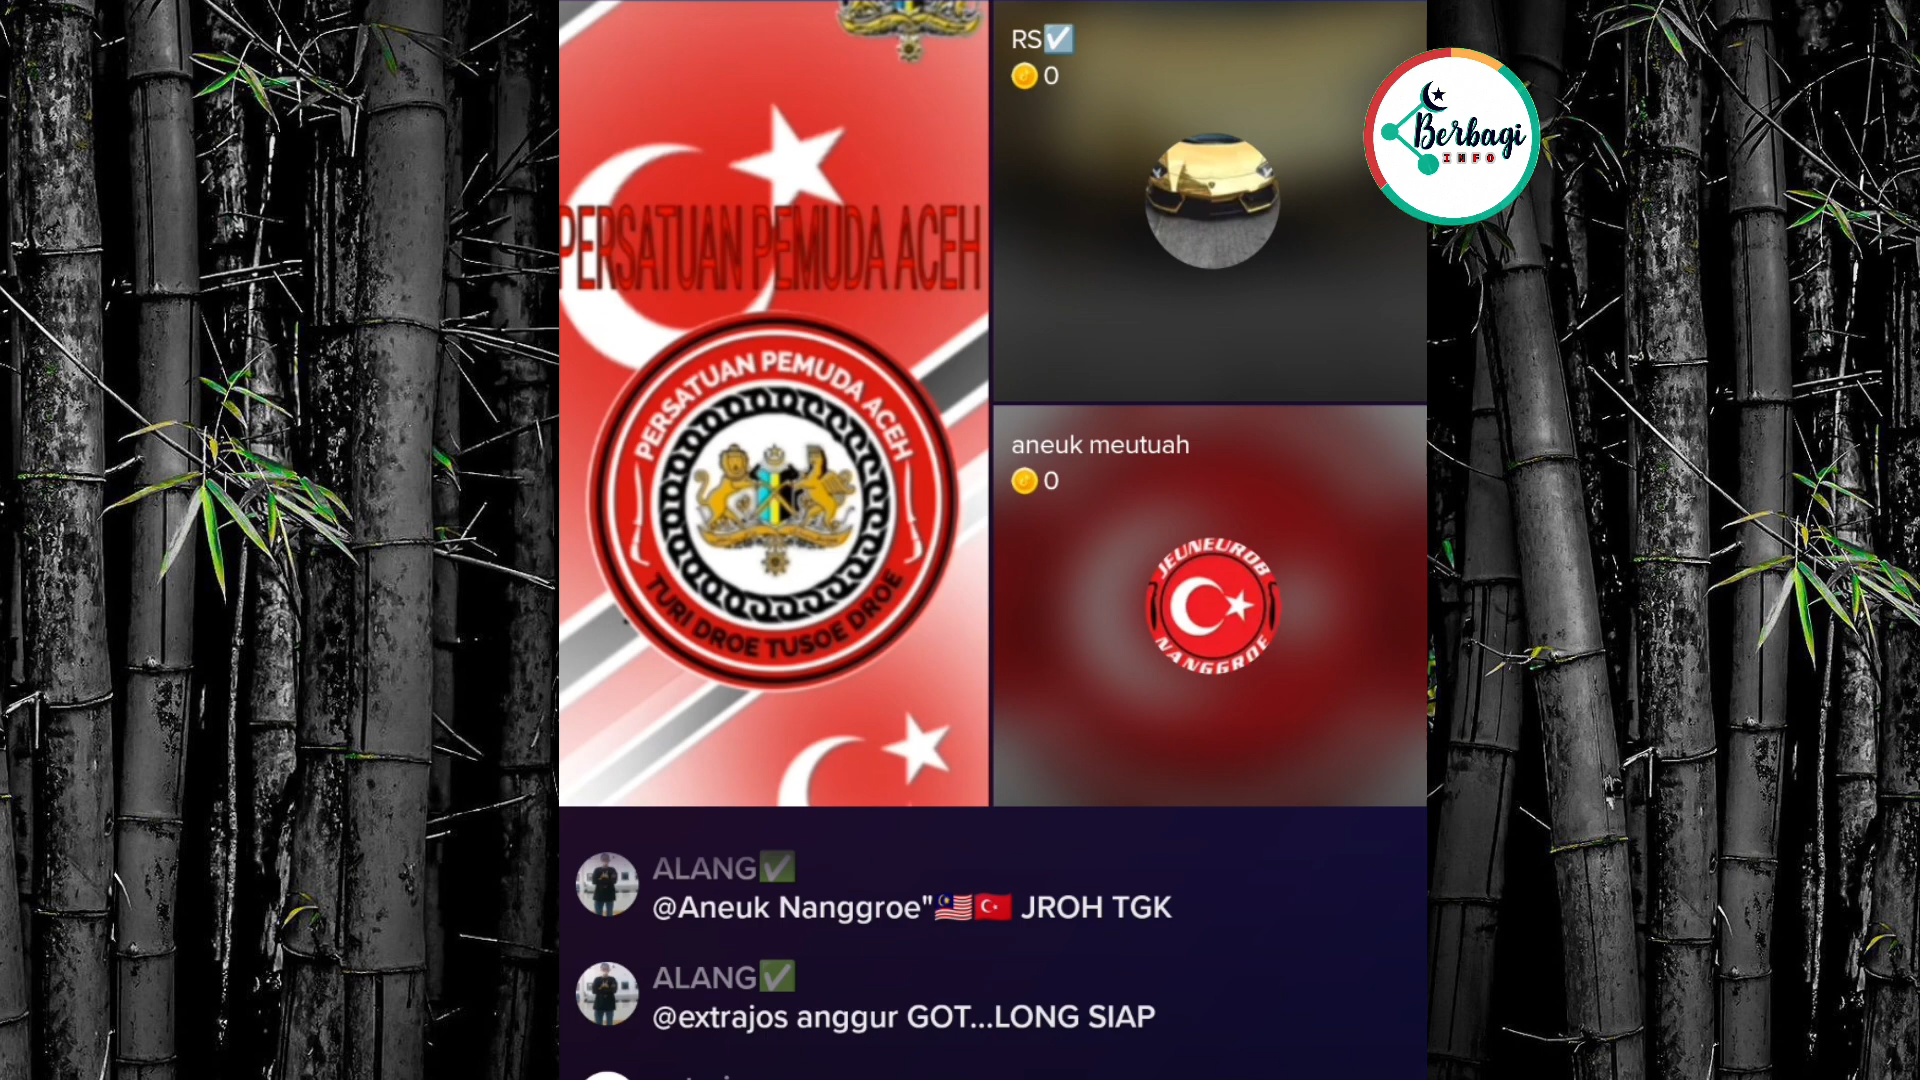 PERSATUAN PEMUDA ACEH
PERSATUAN PEMUDA ACEH
TURI DROE TUSOE DROE
RS
0
aneuk meutuah
0
JEUNEUROB
NANGGROE
Berbagi
INFO
ALANG
@Aneuk Nanggroe"🇲🇾🇹🇷 JROH TGK
ALANG
@extrajos anggur GOT...LONG SIAP